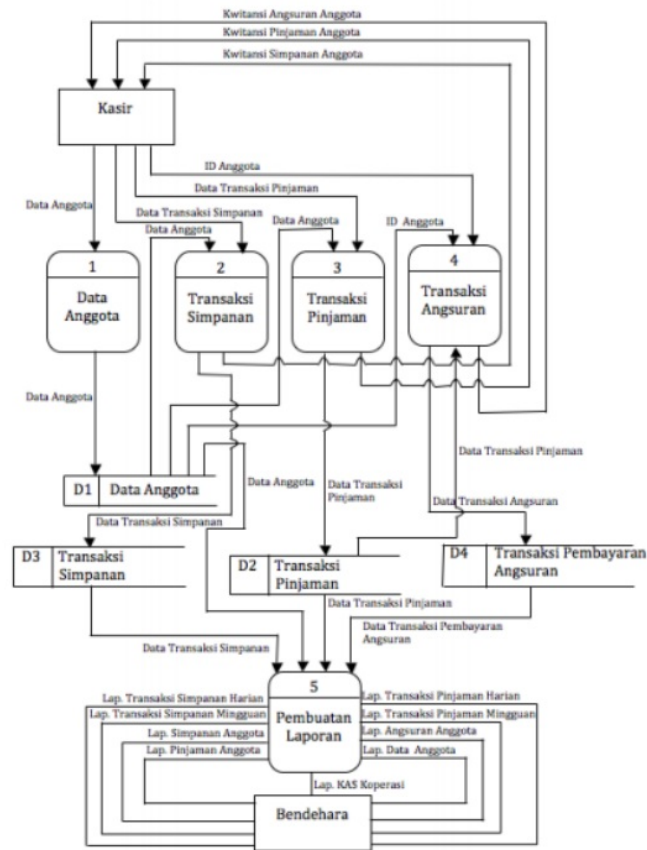 Kwitansi Angsuran Anggota
Kwitansi Pinjaman Anggota
Kwitansi Simpanan Anggota
Kasir
ID Anggota
Data Transaksi Pinjaman
Data Anggota
Data Transaksi Simpanan
Data Anggota
Data Anggota
ID Anggota
1
Data
Anggota
2
Transaksi
Simpanan
3
Transaksi
Pinjaman
4
Transaksi
Angsuran
Data Anggota
Data Transaksi Pinjaman
D1
Data Anggota
Data Anggota
Data Transaksi
Pinjaman
Data Transaksi Angsuran
Data Transaksi Simpanan
D3
Transaksi
Simpanan
D2
Transaksi
Pinjaman
D4
Transaksi Pembayaran
Angsuran
Data Transaksi Pinjaman
Data Transaksi Pembayaran
Angsuran
Data Transaksi Simpanan
5
Pembuatan
Laporan
Lap. Transaksi Simpanan Harian
Lap. Transaksi Simpanan Mingguan
Lap. Simpanan Anggota
Lap. Pinjaman Anggota
Lap. Transaksi Pinjaman Harian
Lap. Transaksi Pinjaman Mingguan
Lap. Angsuran Anggota
Lap. Data Anggota
Lap. KAS Koperasi
Bendehara